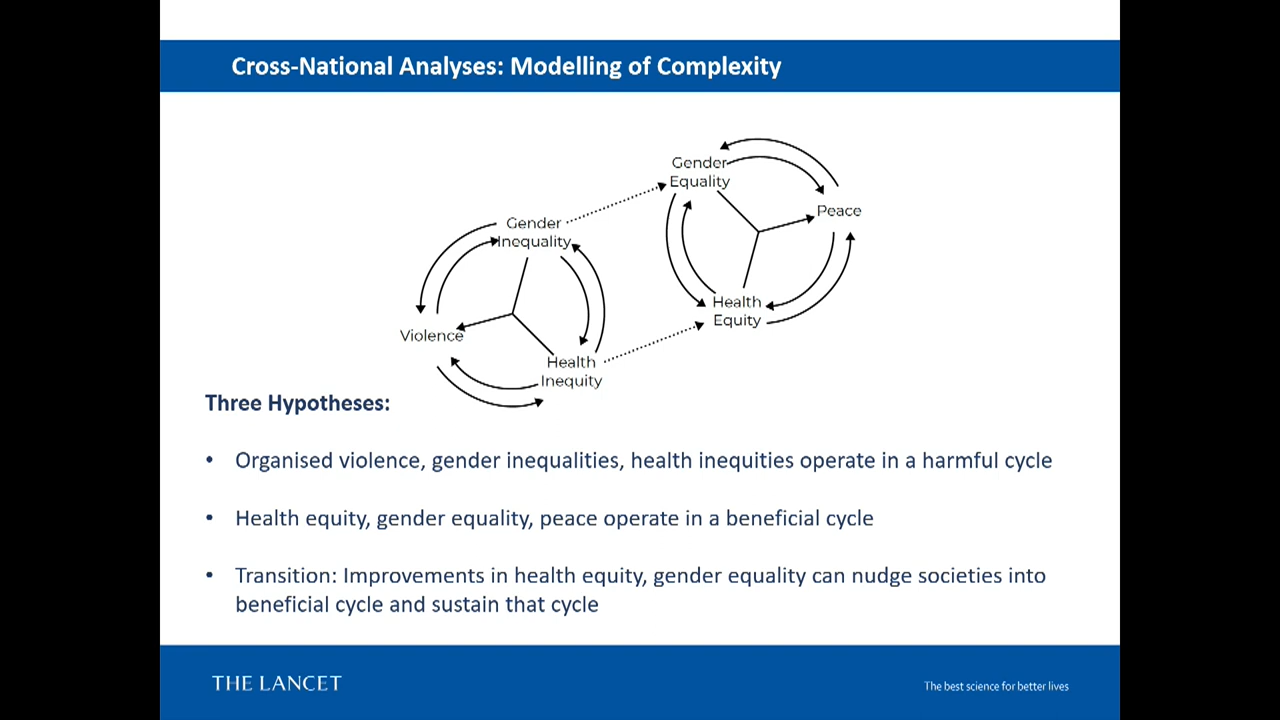 Cross-National Analyses: Modelling of Complexity
Gender
Equality
Peace
Health
Equity
Gender
Inequality
Violence
Health
Inequity
Three Hypotheses:
• Organised violence, gender inequalities, health inequities operate in a harmful cycle
• Health equity, gender equality, peace operate in a beneficial cycle
• Transition: Improvements in health equity, gender equality can nudge societies into
beneficial cycle and sustain that cycle
THE LANCET
The best science for better lives